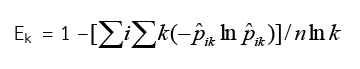 Eₖ = 1 –[∑i∑k(-p̂ᵢₖ ln p̂ᵢₖ)]/n ln k